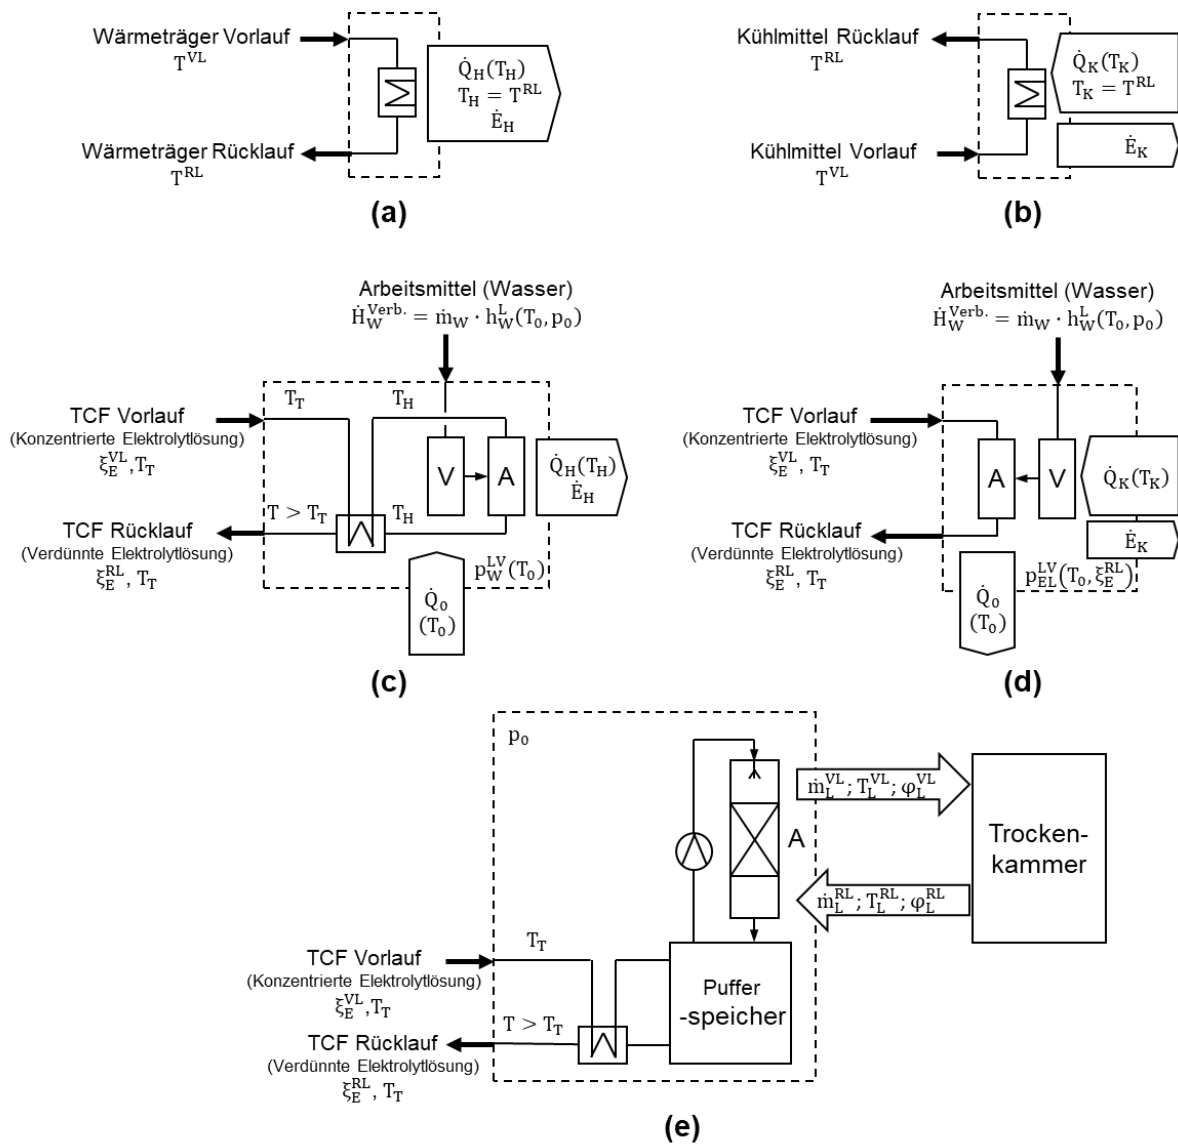 Wärmeträger Vorlauf
T^VL
Q̇_H(T_H)
T_H = T^RL
Ė_H
Wärmeträger Rücklauf
T^RL
(a)
Kühlmittel Rücklauf
T^RL
Q̇_K(T_K)
T_K = T^RL
Ė_K
Kühlmittel Vorlauf
T^VL
(b)
Arbeitsmittel (Wasser)
Ḣ_W^Verb. = ṁ_W · h_W^L(T_0, p_0)
TCF Vorlauf
(Konzentrierte Elektrolytlösung)
ξ_E^VL, T_T
T_T
T_H
V
A
Q̇_H(T_H)
Ė_H
TCF Rücklauf
(Verdünnte Elektrolytlösung)
ξ_E^RL, T_T
T > T_T
T_H
p_W^LV(T_0)
Q̇_0
(T_0)
(c)
Arbeitsmittel (Wasser)
Ḣ_W^Verb. = ṁ_W · h_W^L(T_0, p_0)
TCF Vorlauf
(Konzentrierte Elektrolytlösung)
ξ_E^VL, T_T
A
V
Q̇_K(T_K)
Ė_K
TCF Rücklauf
(Verdünnte Elektrolytlösung)
ξ_E^RL, T_T
p_EL^LV(T_0, ξ_E^RL)
Q̇_0
(T_0)
(d)
p_0
A
ṁ_L^VL; T_L^VL; φ_L^VL
ṁ_L^RL; T_L^RL; φ_L^RL
Trocken-
kammer
TCF Vorlauf
(Konzentrierte Elektrolytlösung)
ξ_E^VL, T_T
T_T
Puffer
-speicher
TCF Rücklauf
(Verdünnte Elektrolytlösung)
ξ_E^RL, T_T
T > T_T
(e)